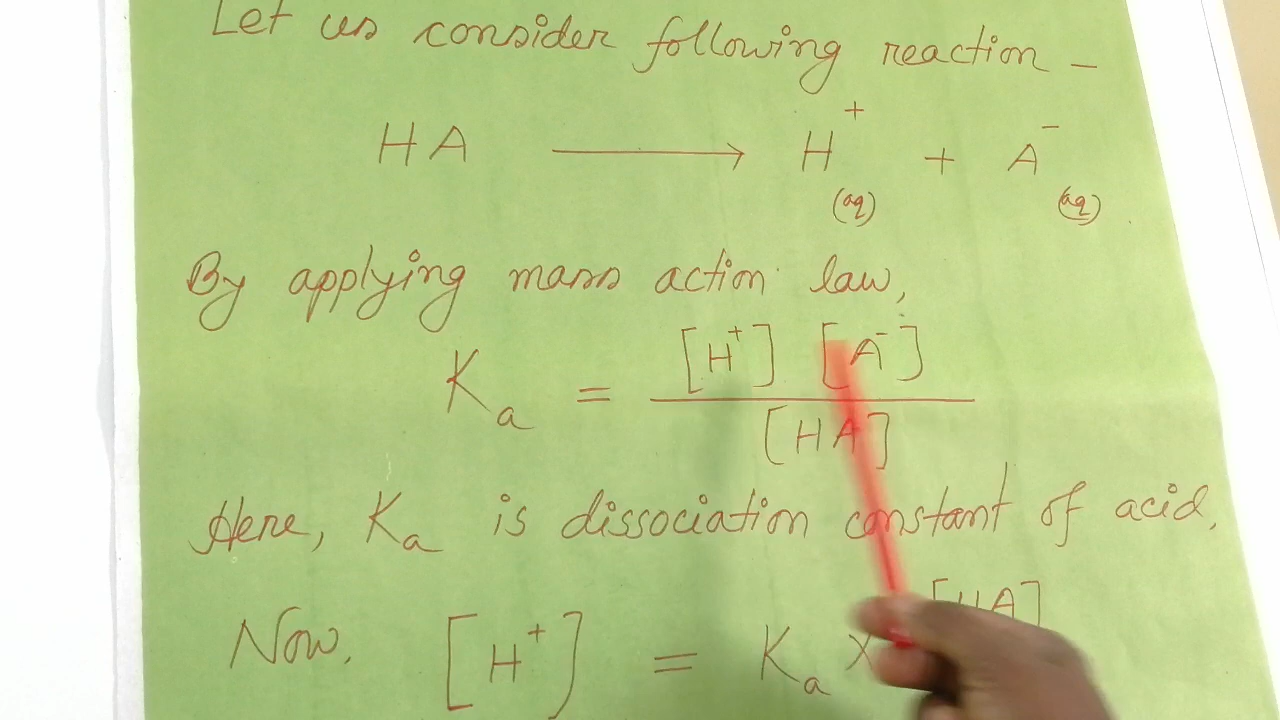 Let us consider following reaction -
HA ⟶ H⁺(aq) + A⁻(aq)
By applying mass action law,
Ka = [H⁺] [A⁻] / [HA]
Here, Ka is dissociation constant of acid.
Now, [H⁺] = Ka × [HA]